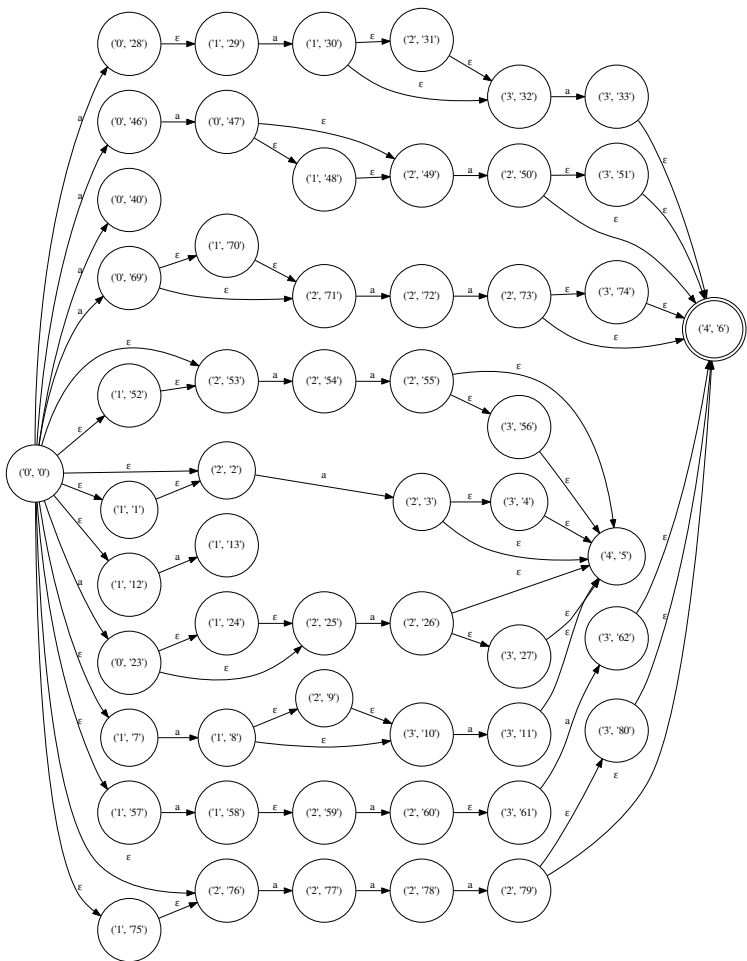 ('0', '28')
ε
('1', '29')
a
('1', '30')
ε
('2', '31')
ε
ε
('3', '32')
a
('3', '33')
ε
a
('0', '46')
a
('0', '47')
ε
ε
('1', '48')
ε
('2', '49')
a
('2', '50')
ε
('3', '51')
ε
ε
a
('0', '40')
a
('0', '69')
a
ε
('1', '70')
ε
ε
('2', '71')
a
('2', '72')
a
('2', '73')
ε
('3', '74')
ε
ε
('4', '6')
ε
('1', '52')
ε
ε
('2', '53')
a
('2', '54')
a
('2', '55')
ε
ε
('3', '56')
ε
('0', '0')
ε
('2', '2')
a
('2', '3')
ε
('3', '4')
ε
ε
('4', '5')
ε
('1', '1')
ε
ε
('1', '12')
a
('1', '13')
a
('0', '23')
ε
('1', '24')
ε
ε
('2', '25')
a
('2', '26')
ε
ε
('3', '27')
ε
ε
('1', '7')
a
('1', '8')
ε
('2', '9')
ε
ε
('3', '10')
a
('3', '11')
ε
ε
('1', '57')
a
('1', '58')
ε
('2', '59')
a
('2', '60')
ε
('3', '61')
a
('3', '62')
ε
ε
('2', '76')
a
('2', '77')
a
('2', '78')
a
('2', '79')
ε
('3', '80')
ε
ε
ε
('1', '75')
ε